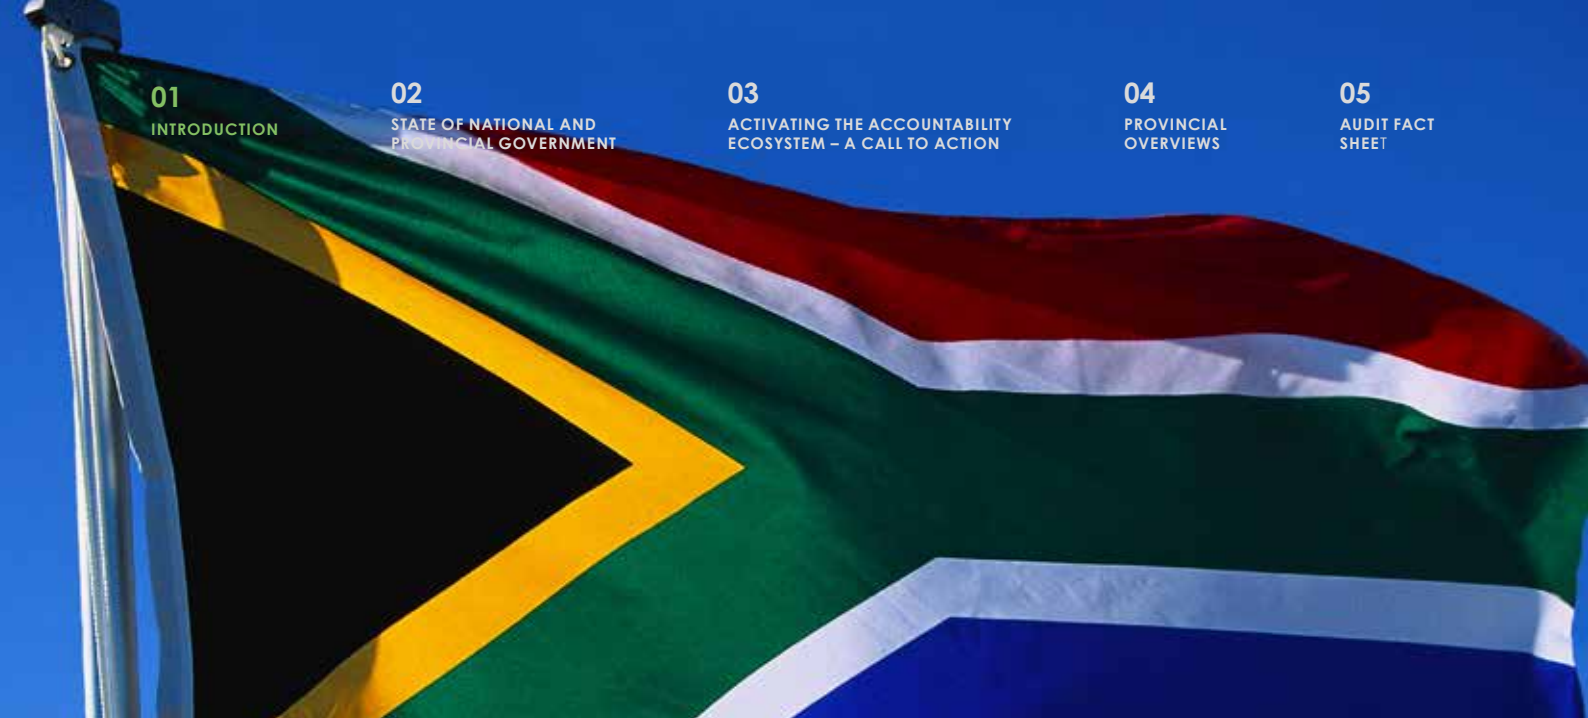 01
INTRODUCTION
02
STATE OF NATIONAL AND
PROVINCIAL GOVERNMENT
03
ACTIVATING THE ACCOUNTABILITY
ECOSYSTEM – A CALL TO ACTION
04
PROVINCIAL
OVERVIEWS
05
AUDIT FACT
SHEET